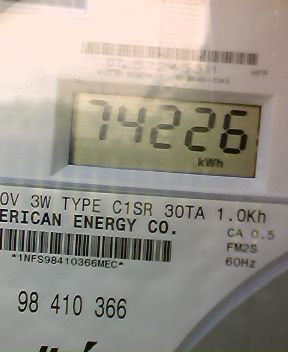 74226
kWh
0V 3W TYPE C1SR 30TA 1.0Kh
ERICAN ENERGY CO.
CA 0.5
FM2S
60Hz
*1NFS98410366MEC*
98 410 366